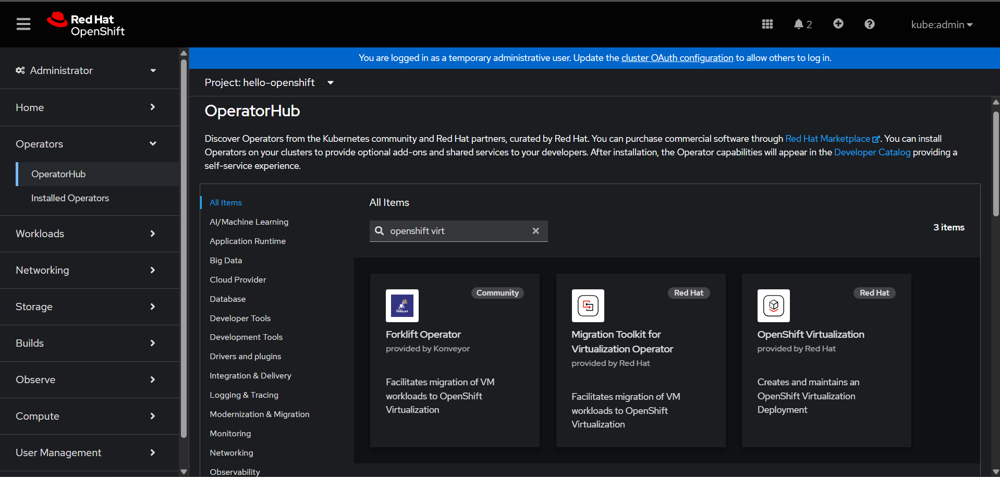 Red Hat
OpenShift
2
kube:admin
Administrator
Home
Operators
OperatorHub
Installed Operators
Workloads
Networking
Storage
Builds
Observe
Compute
User Management
You are logged in as a temporary administrative user. Update the cluster OAuth configuration to allow others to log in.
Project: hello-openshift
OperatorHub
Discover Operators from the Kubernetes community and Red Hat partners, curated by Red Hat. You can purchase commercial software through Red Hat Marketplace. You can install
Operators on your clusters to provide optional add-ons and shared services to your developers. After installation, the Operator capabilities will appear in the Developer Catalog providing a
self-service experience.
All Items
AI/Machine Learning
Application Runtime
Big Data
Cloud Provider
Database
Developer Tools
Development Tools
Drivers and plugins
Integration & Delivery
Logging & Tracing
Modernization & Migration
Monitoring
Networking
Observability
All Items
openshift virt
3 items
Community
FORKLIFT
Forklift Operator
provided by Konveyor
Facilitates migration of VM
workloads to OpenShift
Virtualization
Red Hat
Migration Toolkit for
Virtualization Operator
provided by Red Hat
Facilitates migration of VM
workloads to OpenShift
Virtualization
Red Hat
OpenShift Virtualization
provided by Red Hat
Creates and maintains an
OpenShift Virtualization
Deployment